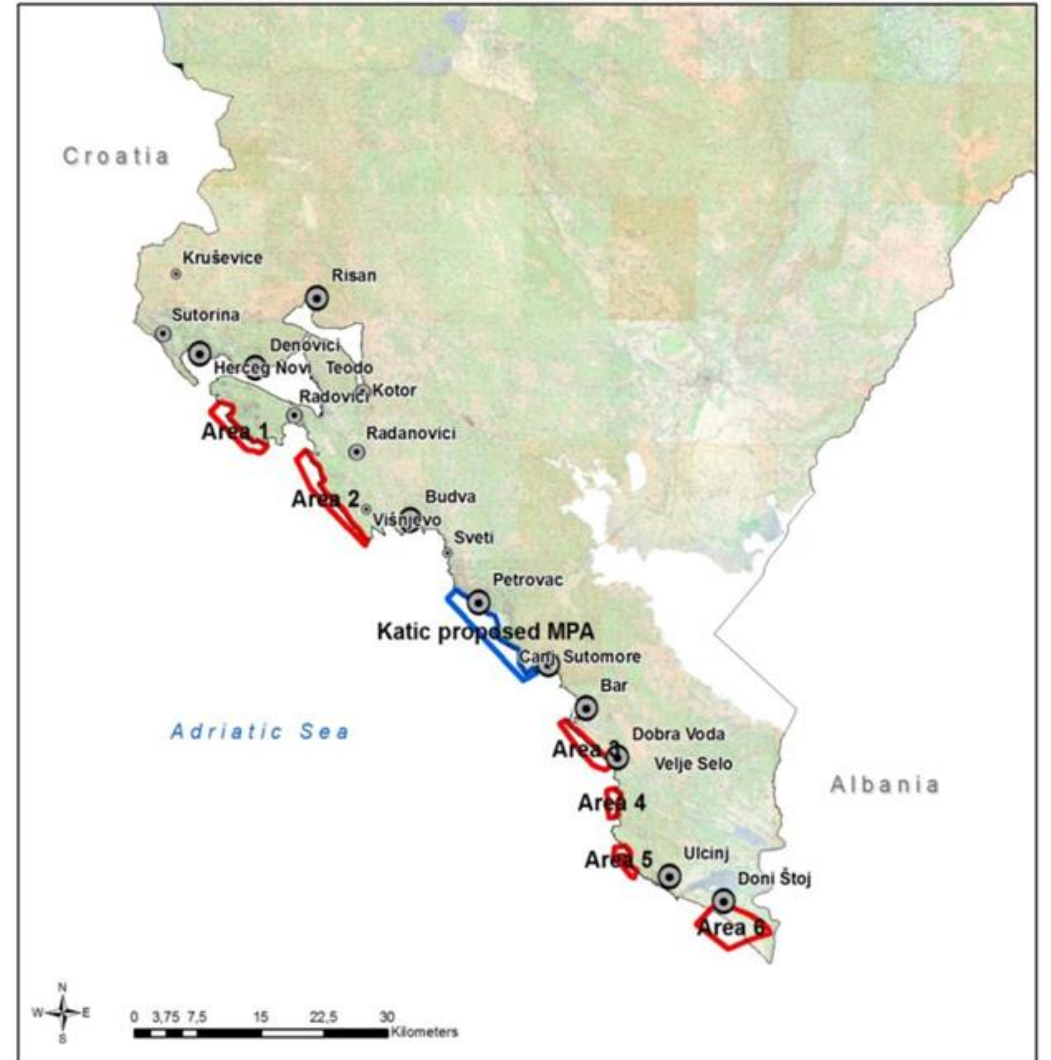 Croatia
Kruševice
Risan
Sutorina
Denovici
Herceg Novi
Teodo
Kotor
Radovici
Area 1
Radanovici
Area 2
Budva
Višnjevo
Sveti
Petrovac
Katic proposed MPA
Canj
Sutomore
Bar
Adriatic Sea
Dobra Voda
Area 3
Velje Selo
Albania
Area 4
Ulcinj
Area 5
Doni Štoj
Area 6
N
W E
S
0 3,75 7,5 15 22,5 30
Kilometers